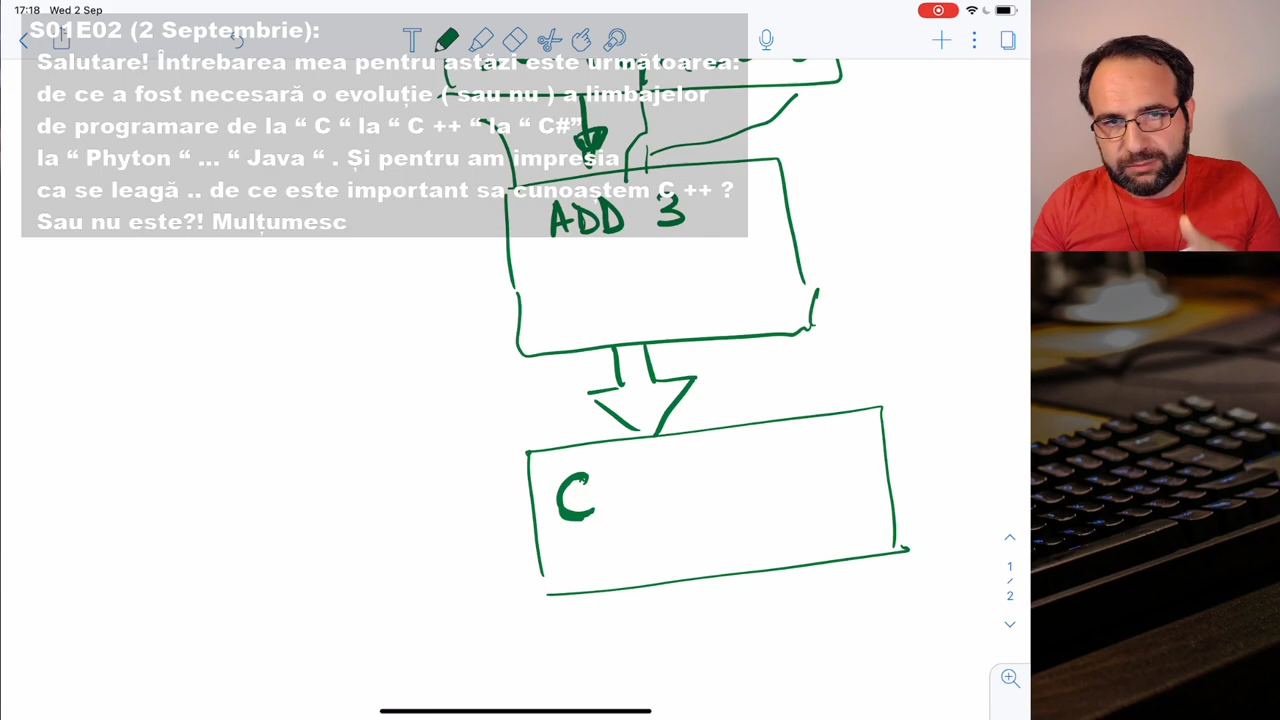 17:18 Wed 2 Sep
S01E02 (2 Septembrie):
Salutare! Întrebarea mea pentru astăzi este următoarea:
de ce a fost necesară o evoluție ( sau nu ) a limbajelor
de programare de la “ C “ la “ C ++ “ la “ C#”
la “ Phyton “ ... “ Java “ . Și pentru am impresia
ca se leagă .. de ce este important sa cunoaștem C ++ ?
Sau nu este?! Mulțumesc
ADD 3
C
1
/
2